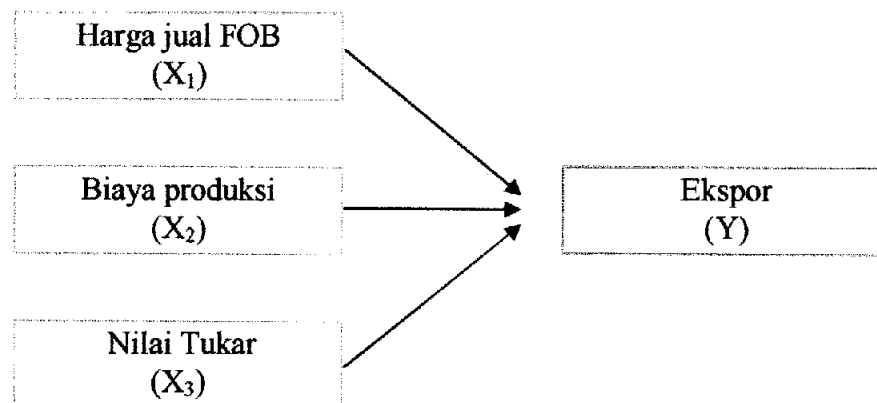 Harga jual FOB
(X₁)
Biaya produksi
(X₂)
Ekspor
(Y)
Nilai Tukar
(X₃)